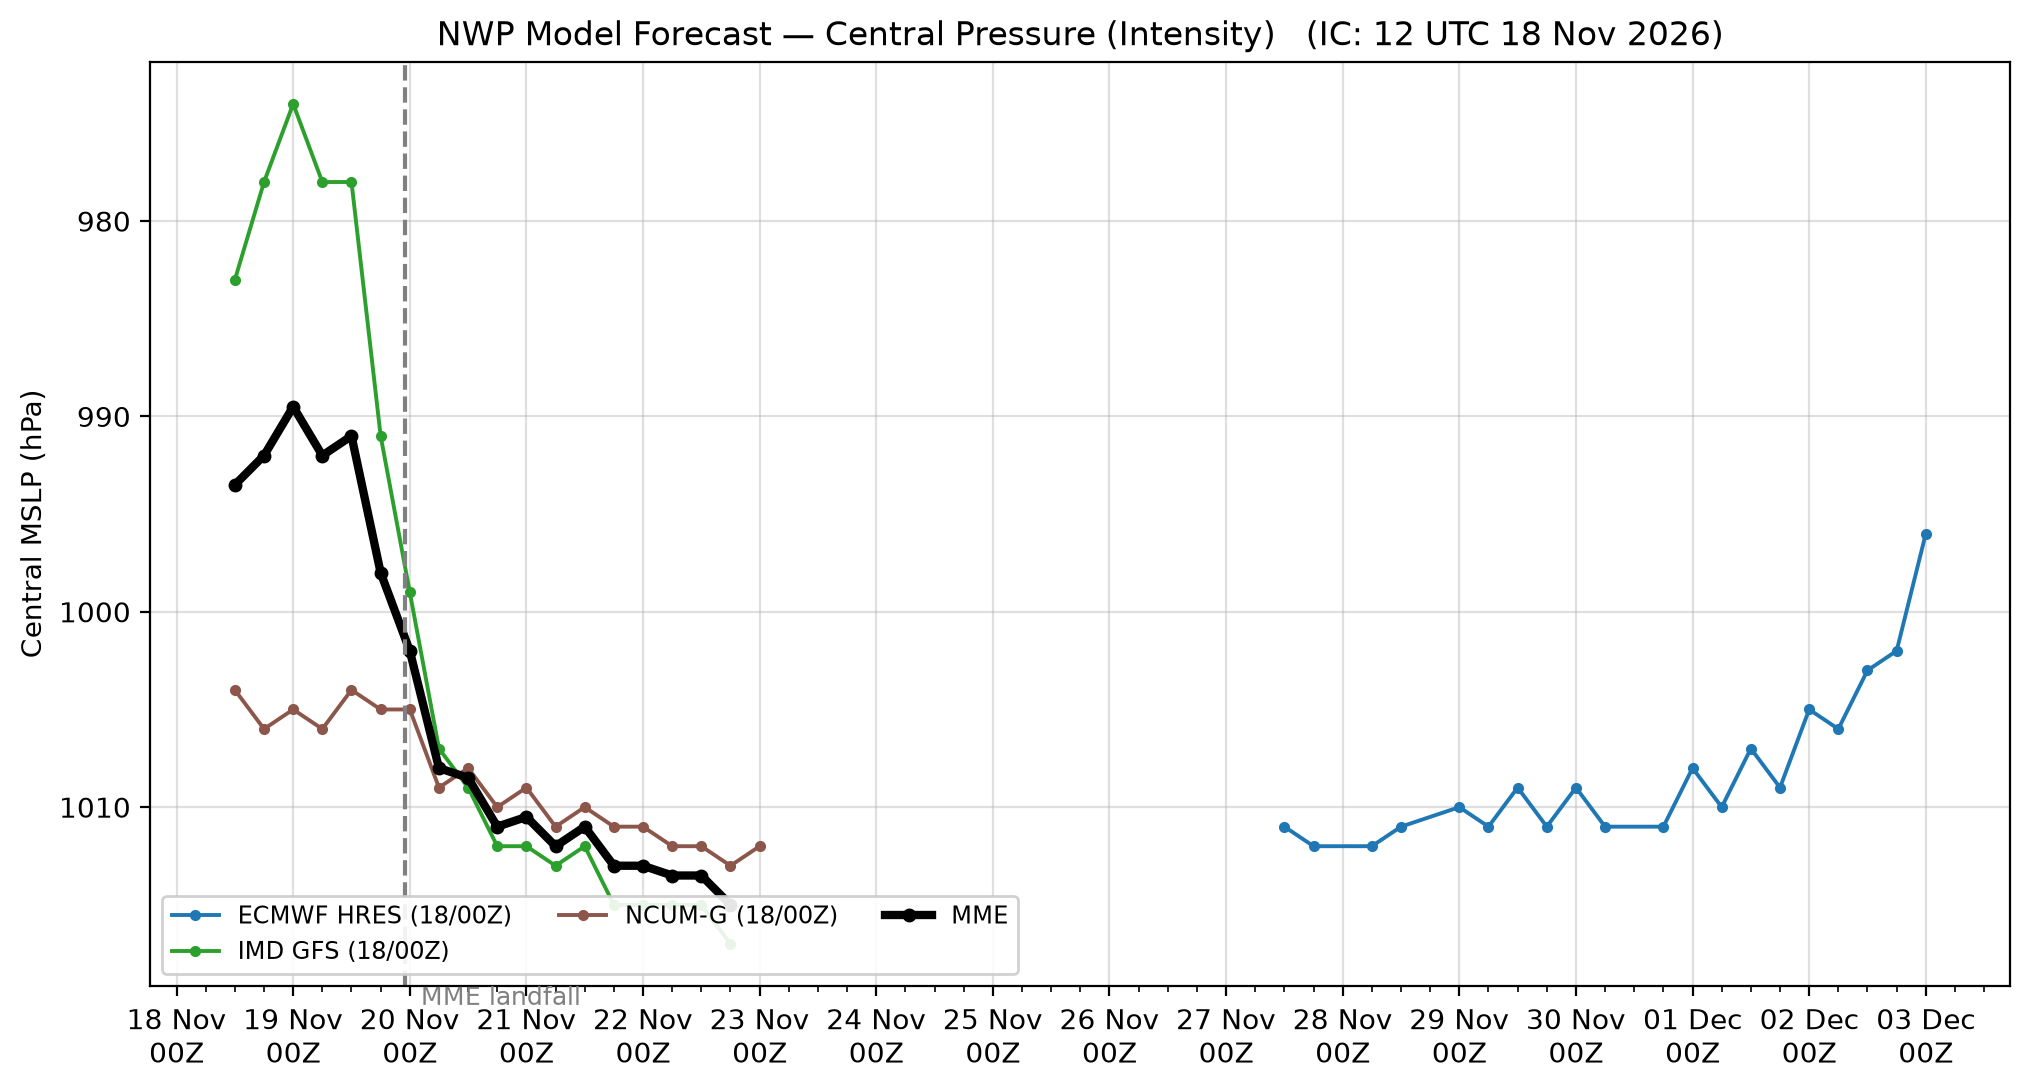 NWP Model Forecast — Central Pressure (Intensity)   (IC: 12 UTC 18 Nov 2026)
Central MSLP (hPa)
980
990
1000
1010
ECMWF HRES (18/00Z)
IMD GFS (18/00Z)
NCUM-G (18/00Z)
MME
MME landfall
18 Nov 19 Nov 20 Nov 21 Nov 22 Nov 23 Nov 24 Nov 25 Nov 26 Nov 27 Nov 28 Nov 29 Nov 30 Nov 01 Dec 02 Dec 03 Dec
00Z 00Z 00Z 00Z 00Z 00Z 00Z 00Z 00Z 00Z 00Z 00Z 00Z 00Z 00Z 00Z